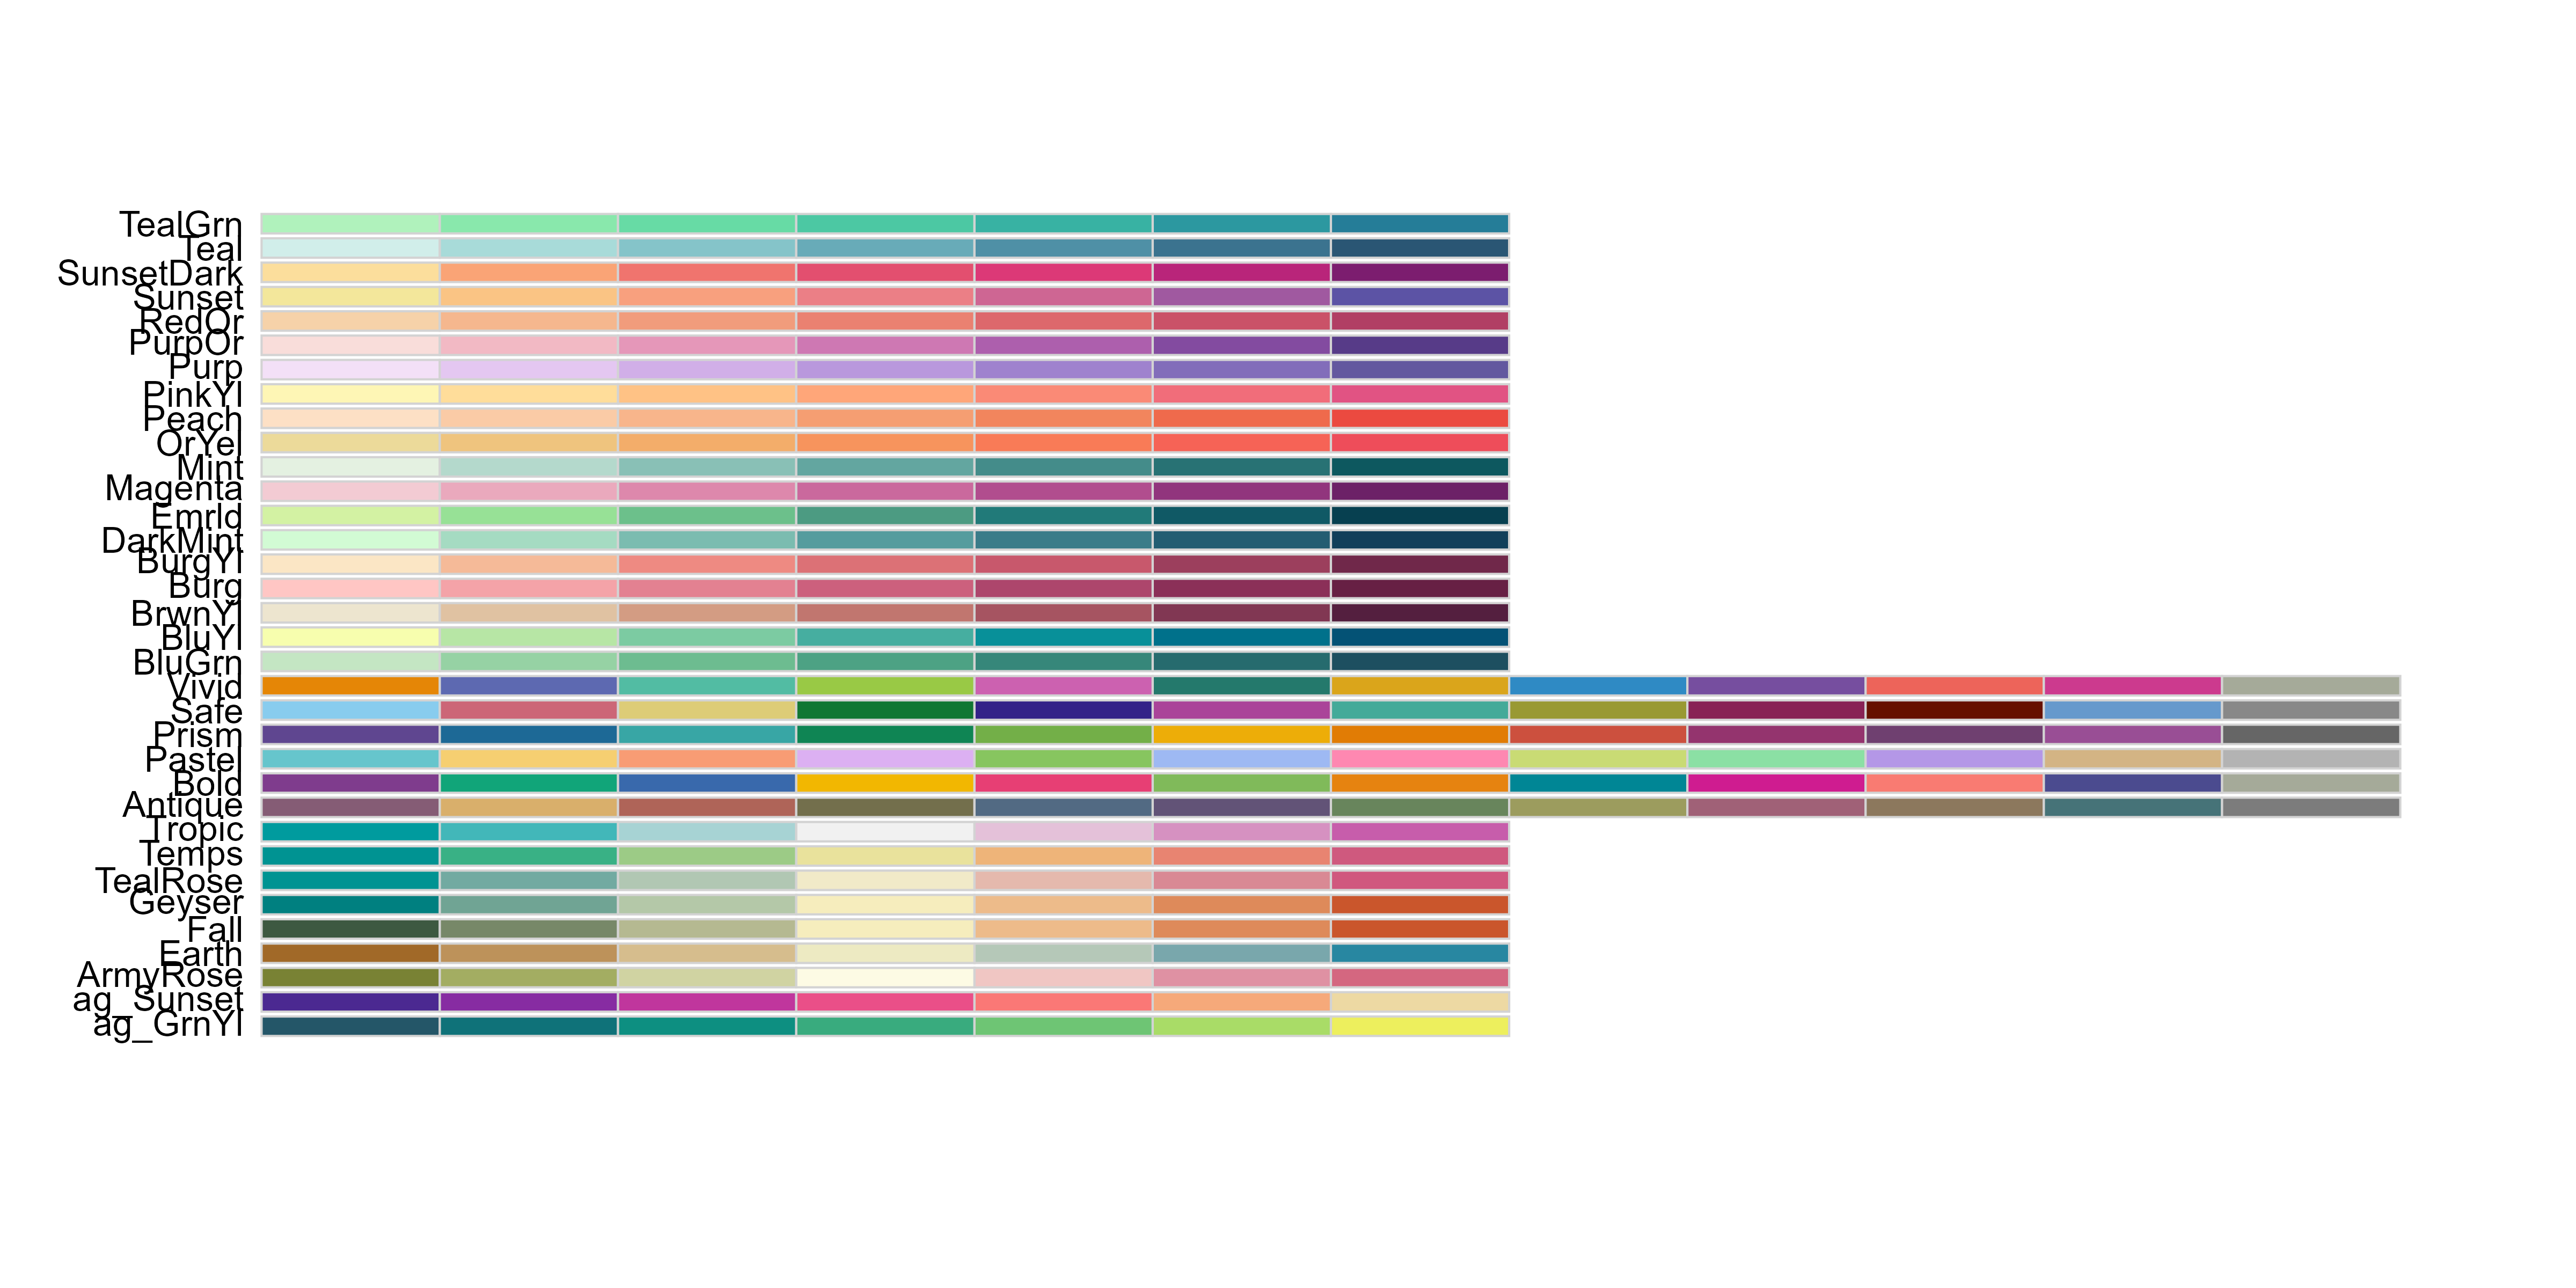 TealGrn
Teal
SunsetDark
Sunset
RedOr
PurpOr
Purp
PinkYl
Peach
OrYel
Mint
Magenta
Emrld
DarkMint
BurgYl
Burg
BrwnYl
BluYl
BluGrn
Vivid
Safe
Prism
Pastel
Bold
Antique
Tropic
Temps
TealRose
Geyser
Fall
Earth
ArmyRose
ag_Sunset
ag_GrnYl